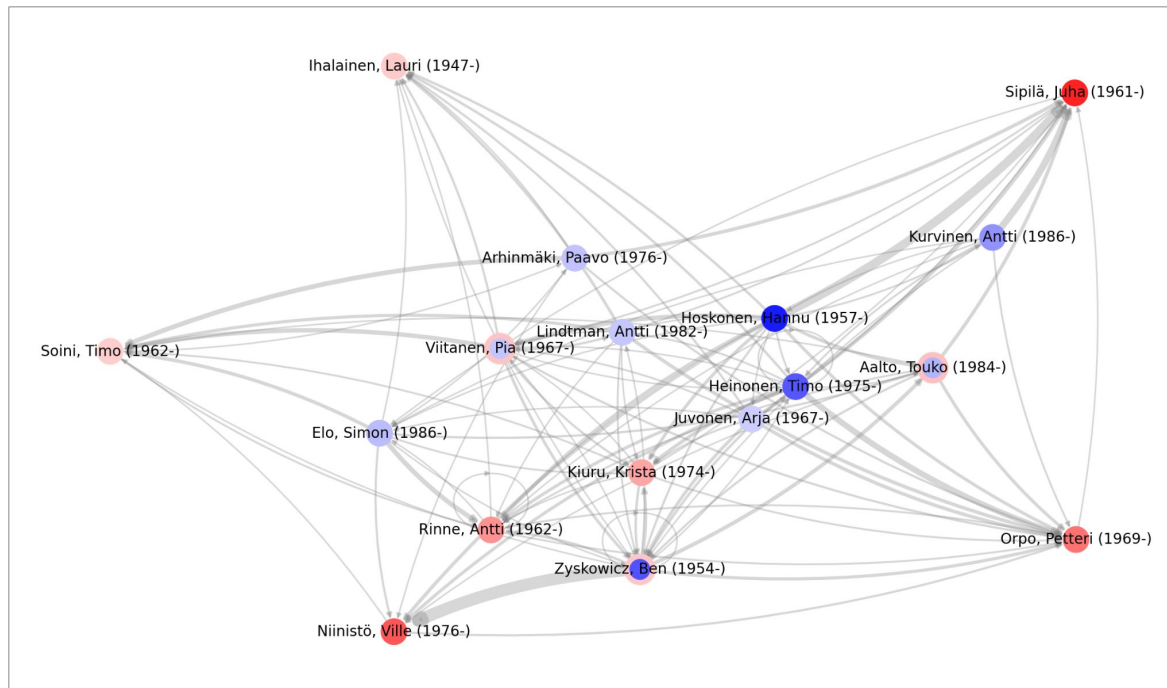 Ihalainen, Lauri (1947-)
Sipilä, Juha (1961-)
Kurvinen, Antti (1986-)
Arhinmäki, Paavo (1976-)
Hoskonen, Hannu (1957-)
Lindtman, Antti (1982-)
Viitanen, Pia (1967-)
Soini, Timo (1962-)
Aalto, Touko (1984-)
Heinonen, Timo (1975-)
Juvonen, Arja (1967-)
Elo, Simon (1986-)
Kiuru, Krista (1974-)
Rinne, Antti (1962-)
Orpo, Petteri (1969-)
Zyskowicz, Ben (1954-)
Niinistö, Ville (1976-)